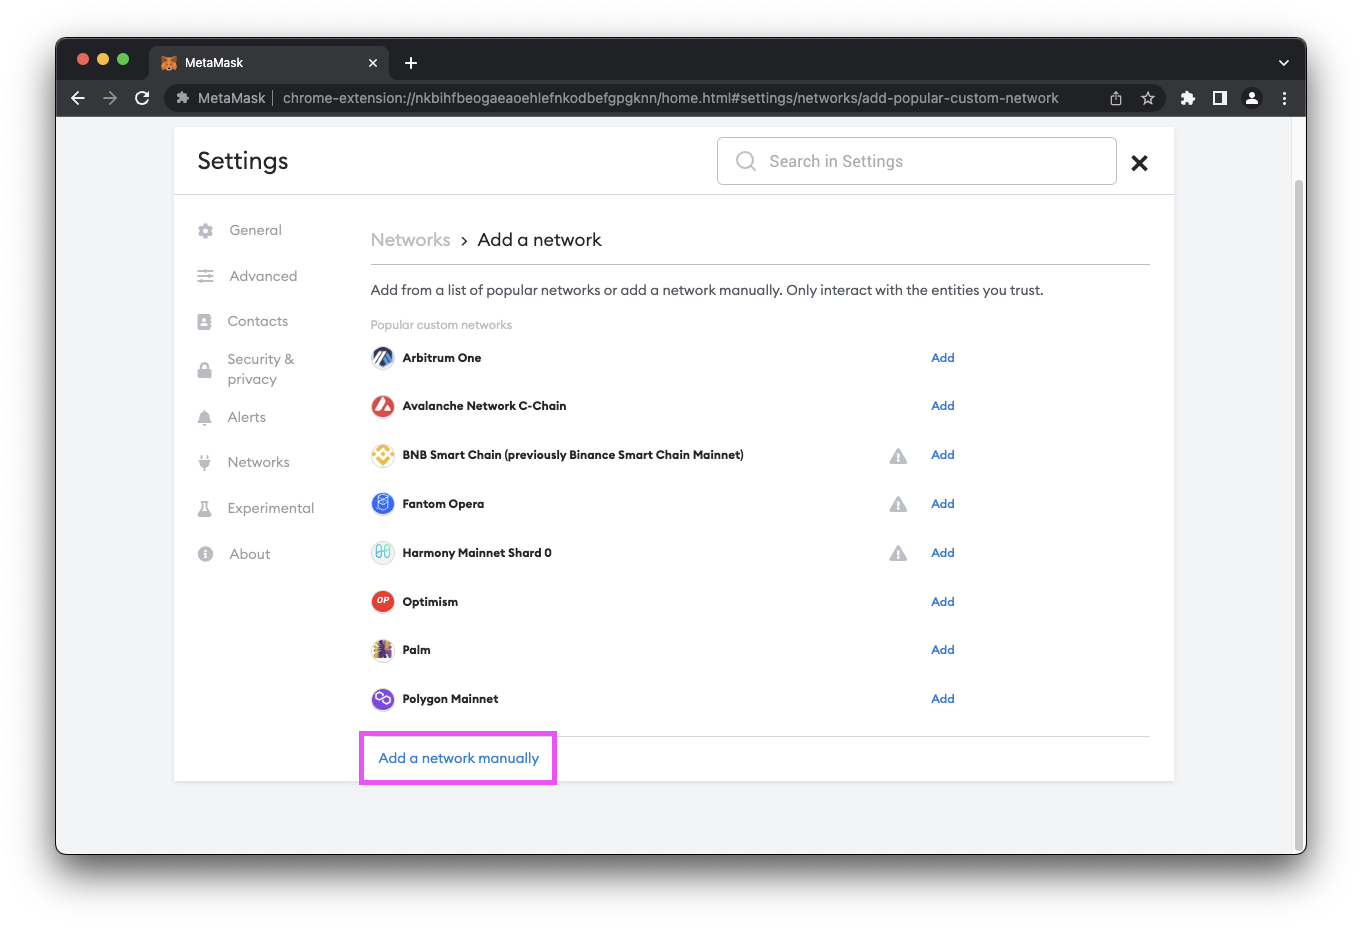 MetaMask
MetaMask | chrome-extension://nkbihfbeogaeaoehlefnkodbefgpgknn/home.html#settings/networks/add-popular-custom-network
Settings
Search in Settings
General
Advanced
Contacts
Security &
privacy
Alerts
Networks
Experimental
About
Networks > Add a network
Add from a list of popular networks or add a network manually. Only interact with the entities you trust.
Popular custom networks
Arbitrum One Add
Avalanche Network C-Chain Add
BNB Smart Chain (previously Binance Smart Chain Mainnet) Add
Fantom Opera Add
Harmony Mainnet Shard 0 Add
OP Optimism Add
Palm Add
Polygon Mainnet Add
Add a network manually